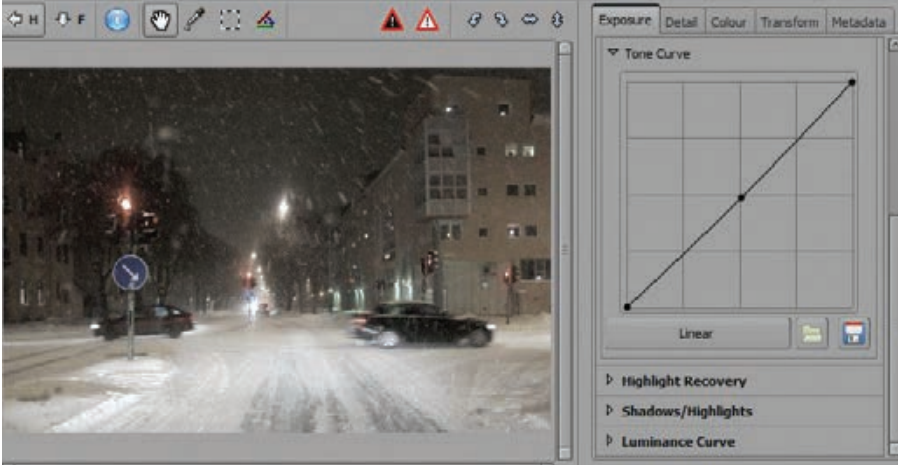 H F
Exposure Detail Colour Transform Metadata
Tone Curve
Linear
Highlight Recovery
Shadows/Highlights
Luminance Curve